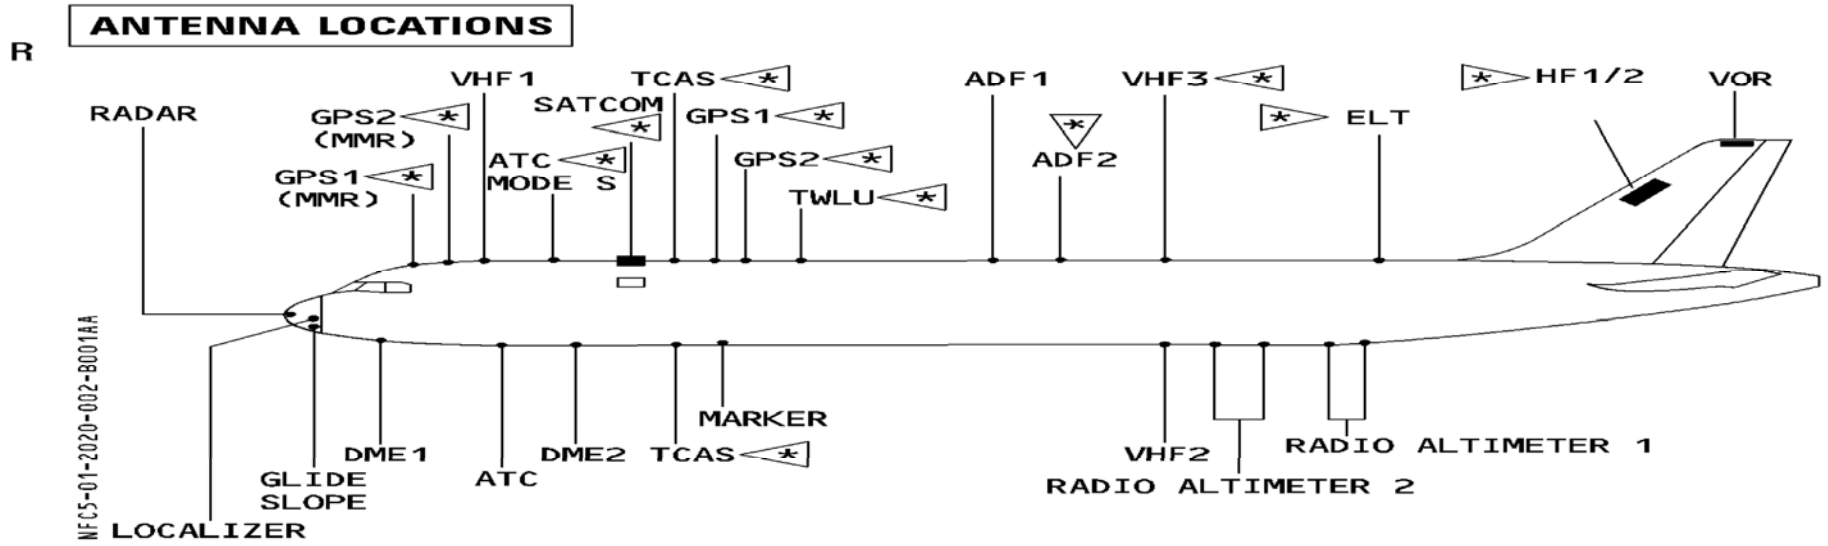 ANTENNA LOCATIONS
R
RADAR
GPS2 *
(MMR)
GPS1 *
(MMR)
VHF1
SATCOM
*
ATC *
MODE S
TCAS *
GPS1 *
GPS2 *
TWLU *
ADF1
*
ADF2
VHF3 *
* ELT
* HF1/2
VOR
NFC5-01-2020-002-B001AA
LOCALIZER
GLIDE
SLOPE
DME1
ATC
DME2
TCAS *
MARKER
VHF2
RADIO ALTIMETER 2
RADIO ALTIMETER 1